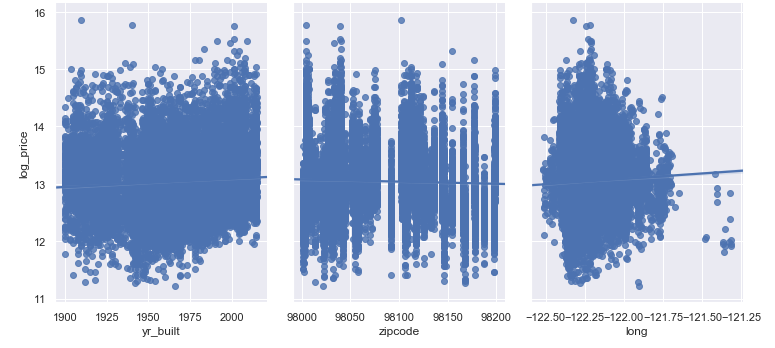 16
15
14
13
12
11
log_price
1900 1925 1950 1975 2000
yr_built
98000 98050 98100 98150 98200
zipcode
−122.50 −122.25 −122.00 −121.75 −121.50 −121.25
long